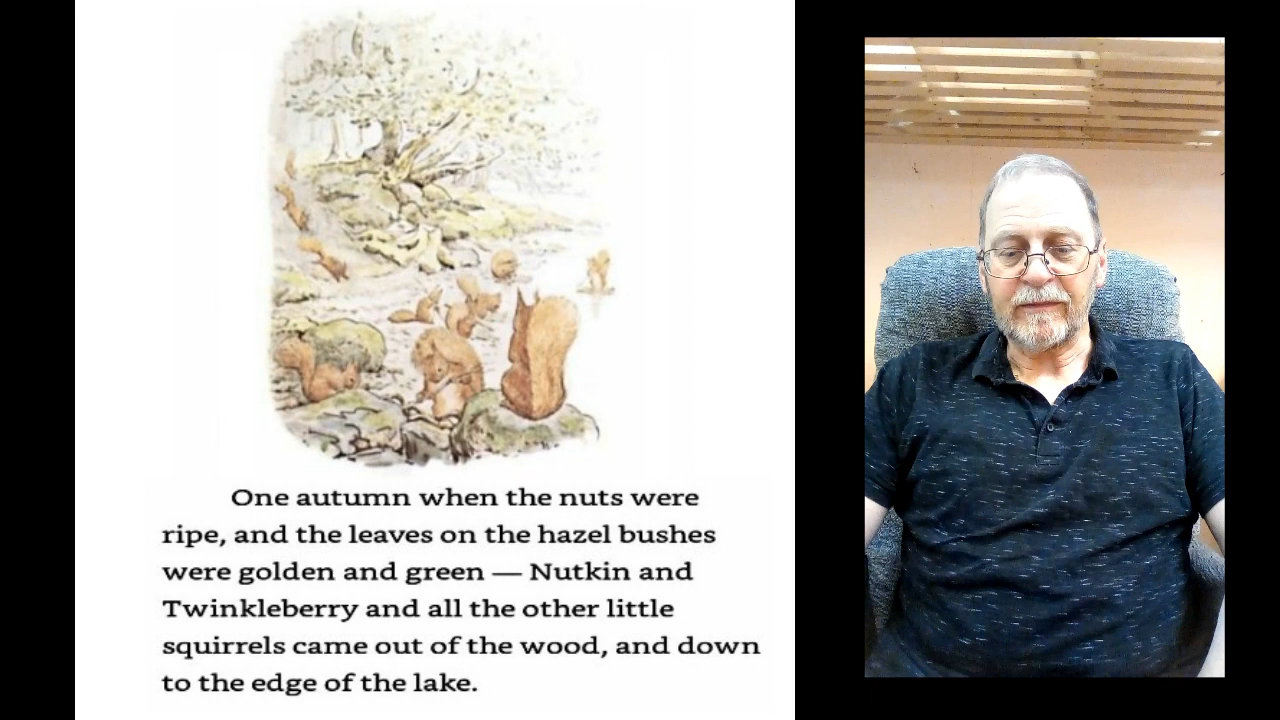 One autumn when the nuts were
ripe, and the leaves on the hazel bushes
were golden and green — Nutkin and
Twinkleberry and all the other little
squirrels came out of the wood, and down
to the edge of the lake.